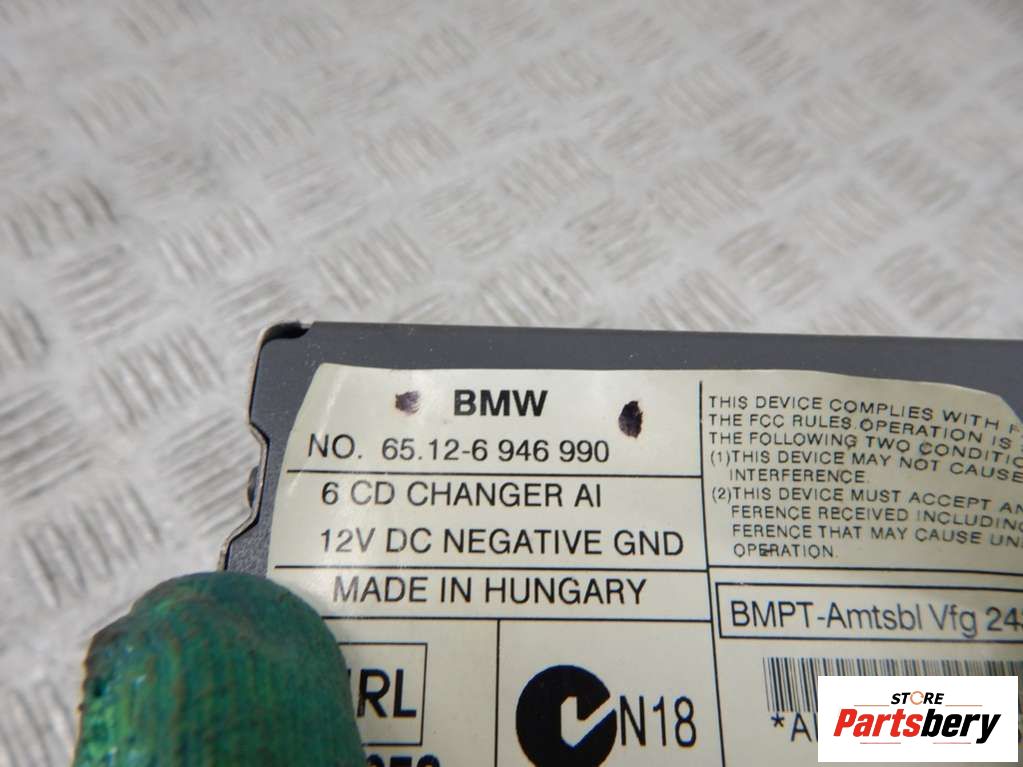 BMW
NO. 65.12-6 946 990
6 CD CHANGER AI
12V DC NEGATIVE GND
MADE IN HUNGARY
THIS DEVICE COMPLIES WITH
THE FCC RULES. OPERATION IS
THE FOLLOWING TWO
(1)THIS DEVICE MAY NOT CAUSE
INTERFERENCE.
(2)THIS DEVICE MUST ACCEPT
FERENCE RECEIVED INCLUDING
FERENCE THAT MAY CAUSE
OPERATION.
BMPT-Amtsbl Vfg
N18
STORE
Partsbery